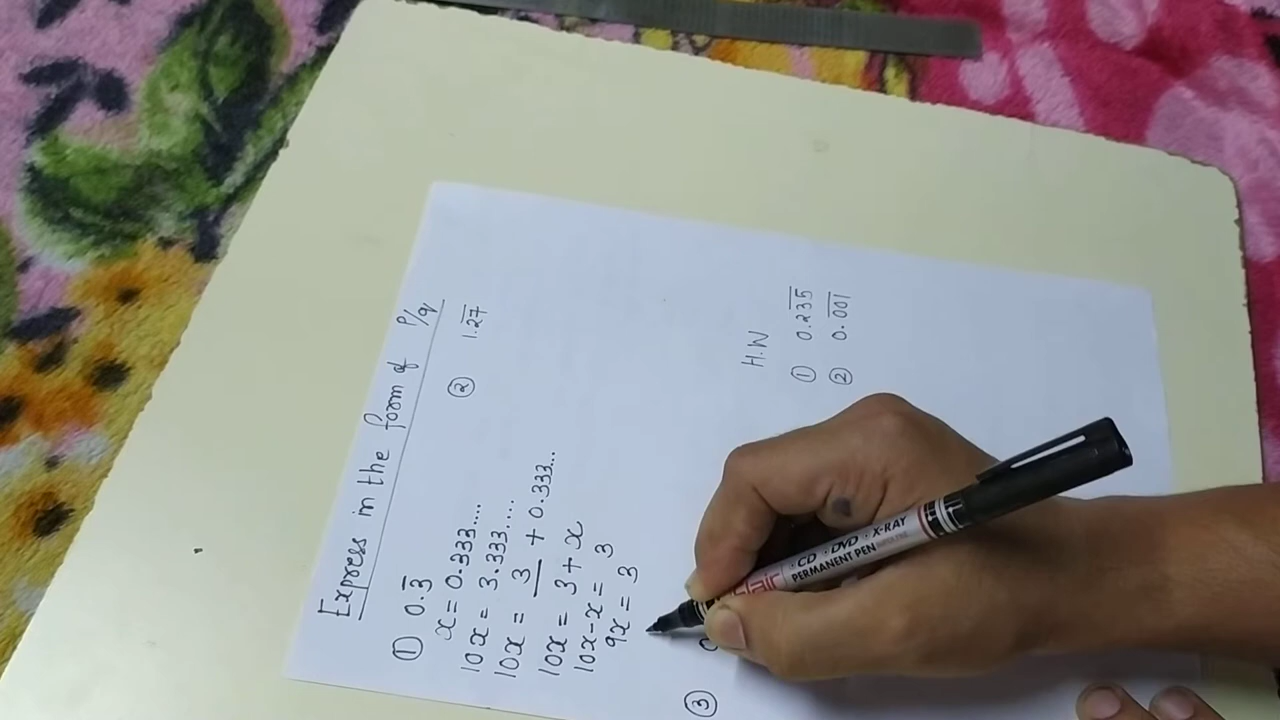 Express in the form of P/q
① 0.3̅
x = 0.333....
10x = 3.333.....
10x = 3 + 0.333...
10x = 3 + x
10x - x = 3
9x = 3
② 1.2̅7̅
③
H.W
① 0.23̅5̅
② 0.0̅0̅1̅
CD · DVD · X-RAY
PERMANENT PEN